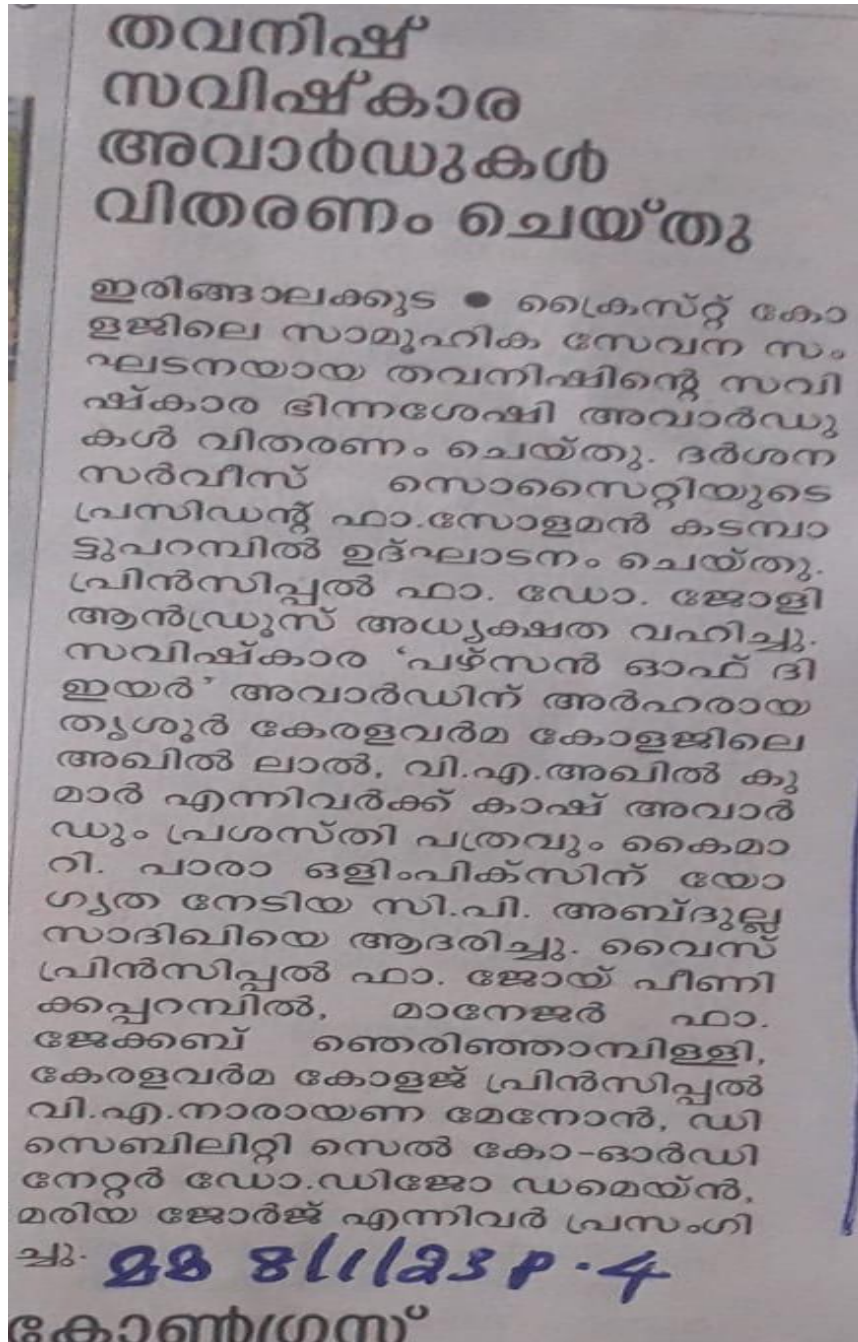 തവനിഷ്
സവിഷ്കാര
അവാർഡുകൾ
വിതരണം ചെയ്തു
ഇരിങ്ങാലക്കുട ● ക്രൈസ്റ്റ് കോ
ളജിലെ സാമൂഹിക സേവന സം
ഘടനയായ തവനിഷിന്റെ സവി
ഷ്കാര ഭിന്നശേഷി അവാർഡു
കൾ വിതരണം ചെയ്തു. ദർശന
സർവീസ് സൊസൈറ്റിയുടെ
പ്രസിഡന്റ് ഫാ.സോളമൻ കടമ്പാ
ട്ടുപറമ്പിൽ ഉദ്ഘാടനം ചെയ്തു.
പ്രിൻസിപ്പൽ ഫാ. ഡോ. ജോളി
ആൻഡ്രൂസ് അധ്യക്ഷത വഹിച്ചു.
സവിഷ്കാര ‘പഴ്സൻ ഓഫ് ദി
ഇയർ’ അവാർഡിന് അർഹരായ
തൃശൂർ കേരളവർമ കോളജിലെ
അഖിൽ ലാൽ, വി.എ.അഖിൽ കു
മാർ എന്നിവർക്ക് കാഷ് അവാർ
ഡും പ്രശസ്തി പത്രവും കൈമാ
റി. പാരാ ഒളിംപിക്സിന് യോ
ഗ്യത നേടിയ സി.പി. അബ്ദുല്ല
സാദിഖിയെ ആദരിച്ചു. വൈസ്
പ്രിൻസിപ്പൽ ഫാ. ജോയ് പീണി
ക്കപ്പറമ്പിൽ, മാനേജർ ഫാ.
ജേക്കബ് ഞെരിഞ്ഞാമ്പിള്ളി,
കേരളവർമ കോളജ് പ്രിൻസിപ്പൽ
വി.എ.നാരായണ മേനോൻ, ഡി
സെബിലിറ്റി സെൽ കോ-ഓർഡി
നേറ്റർ ഡോ.ഡിജോ ഡമെയ്ൻ,
മരിയ ജോർജ് എന്നിവർ പ്രസംഗി
ച്ചു. മമ 8/1/23 P.4
കോൺഗ്രസ്